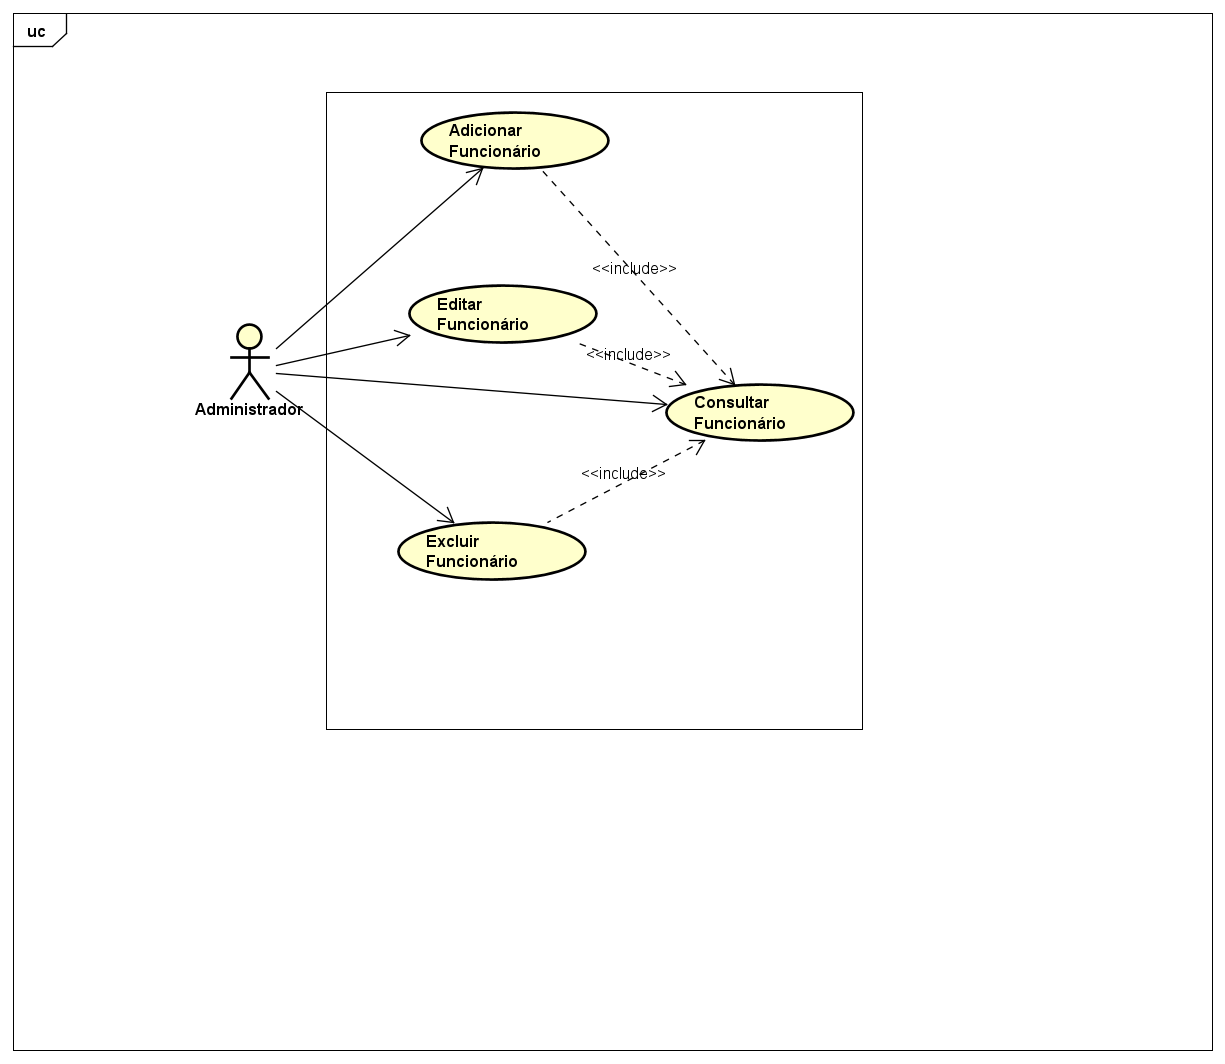 uc
Adicionar
Funcionário
<<include>>
Editar
Funcionário
<<include>>
Administrador
Consultar
Funcionário
<<include>>
Excluir
Funcionário